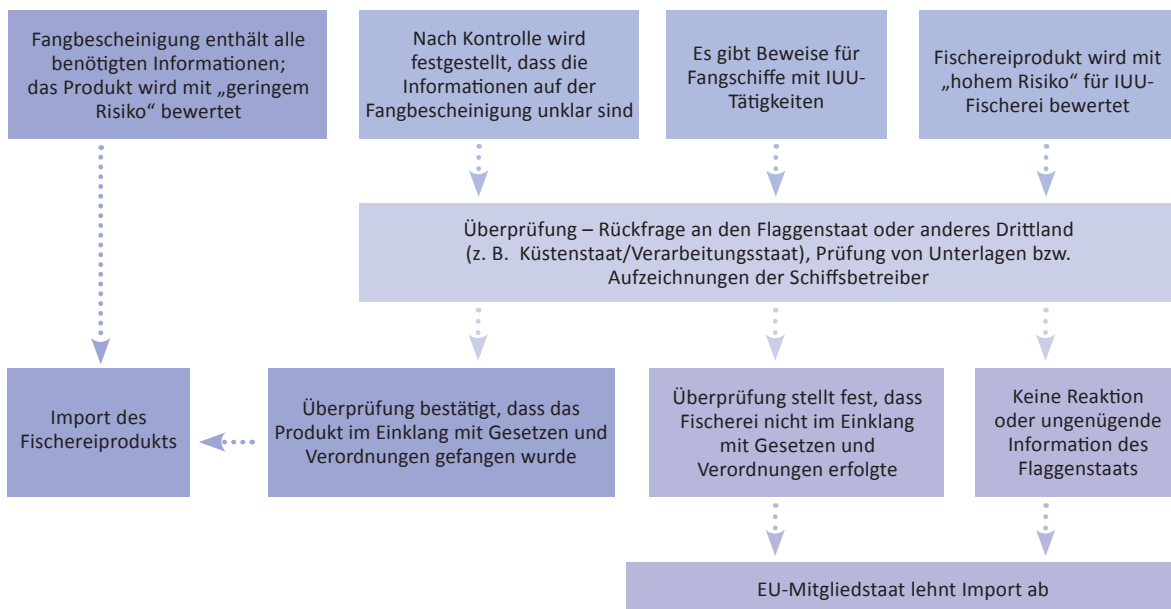 Fangbescheinigung enthält alle
benötigten Informationen;
das Produkt wird mit „geringem
Risiko“ bewertet
Nach Kontrolle wird
festgestellt, dass die
Informationen auf der
Fangbescheinigung unklar sind
Es gibt Beweise für
Fangschiffe mit IUU-
Tätigkeiten
Fischereiprodukt wird mit
„hohem Risiko“ für IUU-
Fischerei bewertet
Überprüfung – Rückfrage an den Flaggenstaat oder anderes Drittland
(z. B. Küstenstaat/Verarbeitungsstaat), Prüfung von Unterlagen bzw.
Aufzeichnungen der Schiffsbetreiber
Import des
Fischereiprodukts
Überprüfung bestätigt, dass das
Produkt im Einklang mit Gesetzen und
Verordnungen gefangen wurde
Überprüfung stellt fest, dass
Fischerei nicht im Einklang
mit Gesetzen und
Verordnungen erfolgte
Keine Reaktion
oder ungenügende
Information des
Flaggenstaats
EU-Mitgliedstaat lehnt Import ab